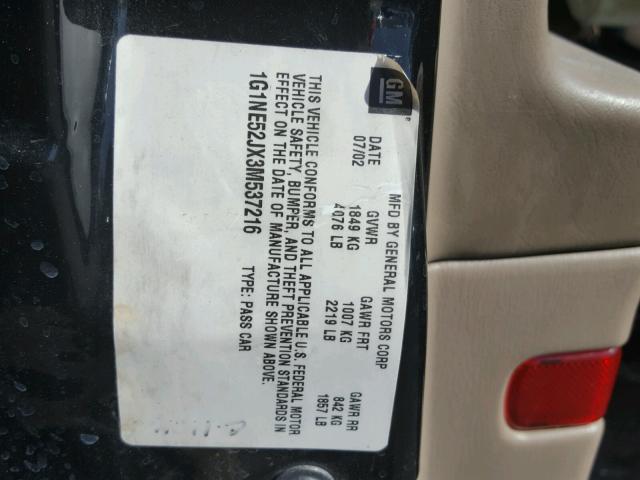 GM
MFD BY GENERAL MOTORS CORP
DATE GVWR GAWR FRT GAWR RR
07/02 1849 KG 1007 KG 842 KG
4076 LB 2219 LB 1857 LB
THIS VEHICLE CONFORMS TO ALL APPLICABLE U.S. FEDERAL MOTOR
VEHICLE SAFETY, BUMPER, AND THEFT PREVENTION STANDARDS IN
EFFECT ON THE DATE OF MANUFACTURE SHOWN ABOVE.
1G1NE52JX3M537216 TYPE: PASS CAR